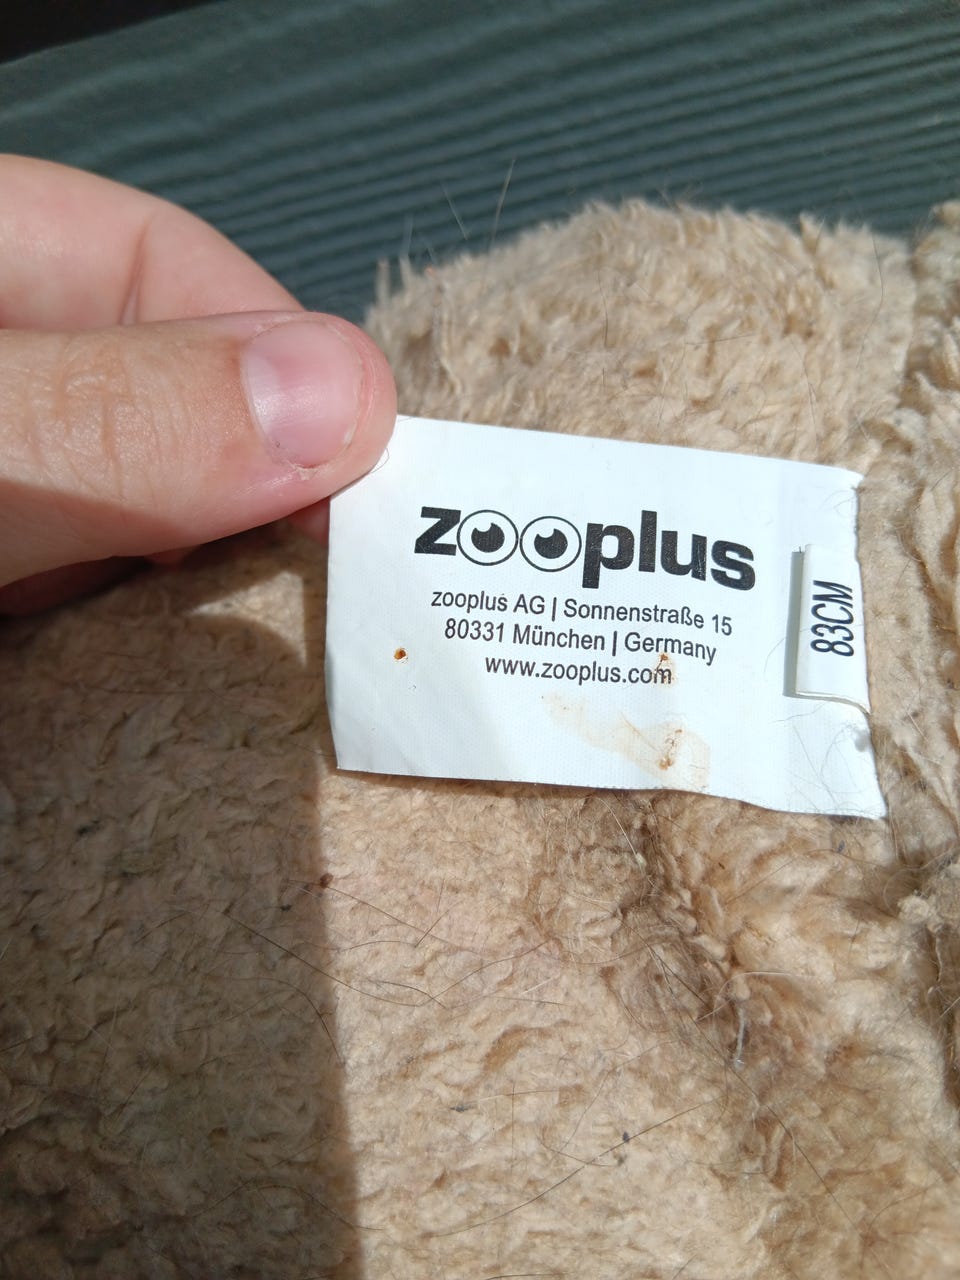 zooplus
zooplus AG | Sonnenstraße 15
80331 München | Germany
www.zooplus.com
83CM